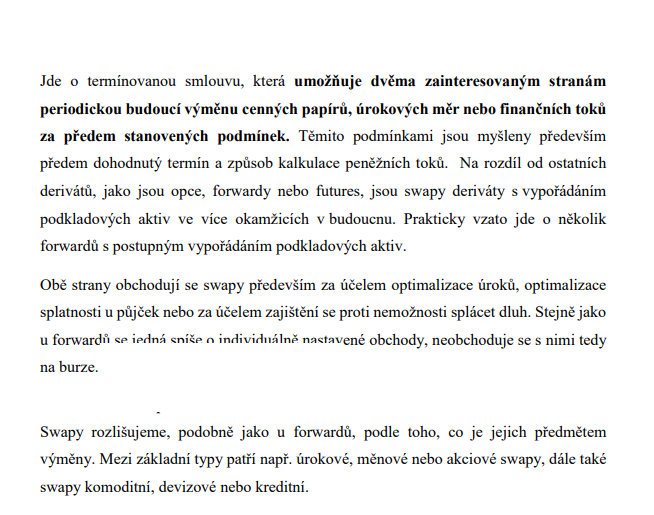 Jde o termínovanou smlouvu, která umožňuje dvěma zainteresovaným stranám
periodickou budoucí výměnu cenných papírů, úrokových měr nebo finančních toků
za předem stanovených podmínek. Těmito podmínkami jsou myšleny především
předem dohodnutý termín a způsob kalkulace peněžních toků. Na rozdíl od ostatních
derivátů, jako jsou opce, forwardy nebo futures, jsou swapy deriváty s vypořádáním
podkladových aktiv ve více okamžicích v budoucnu. Prakticky vzato jde o několik
forwardů s postupným vypořádáním podkladových aktiv.
Obě strany obchodují se swapy především za účelem optimalizace úroků, optimalizace
splatnosti u půjček nebo za účelem zajištění se proti nemožnosti splácet dluh. Stejně jako
u forwardů se jedná spíše o individuálně nastavené obchody, neobchoduje se s nimi tedy
na burze.
Swapy rozlišujeme, podobně jako u forwardů, podle toho, co je jejich předmětem
výměny. Mezi základní typy patří např. úrokové, měnové nebo akciové swapy, dále také
swapy komoditní, devizové nebo kreditní.